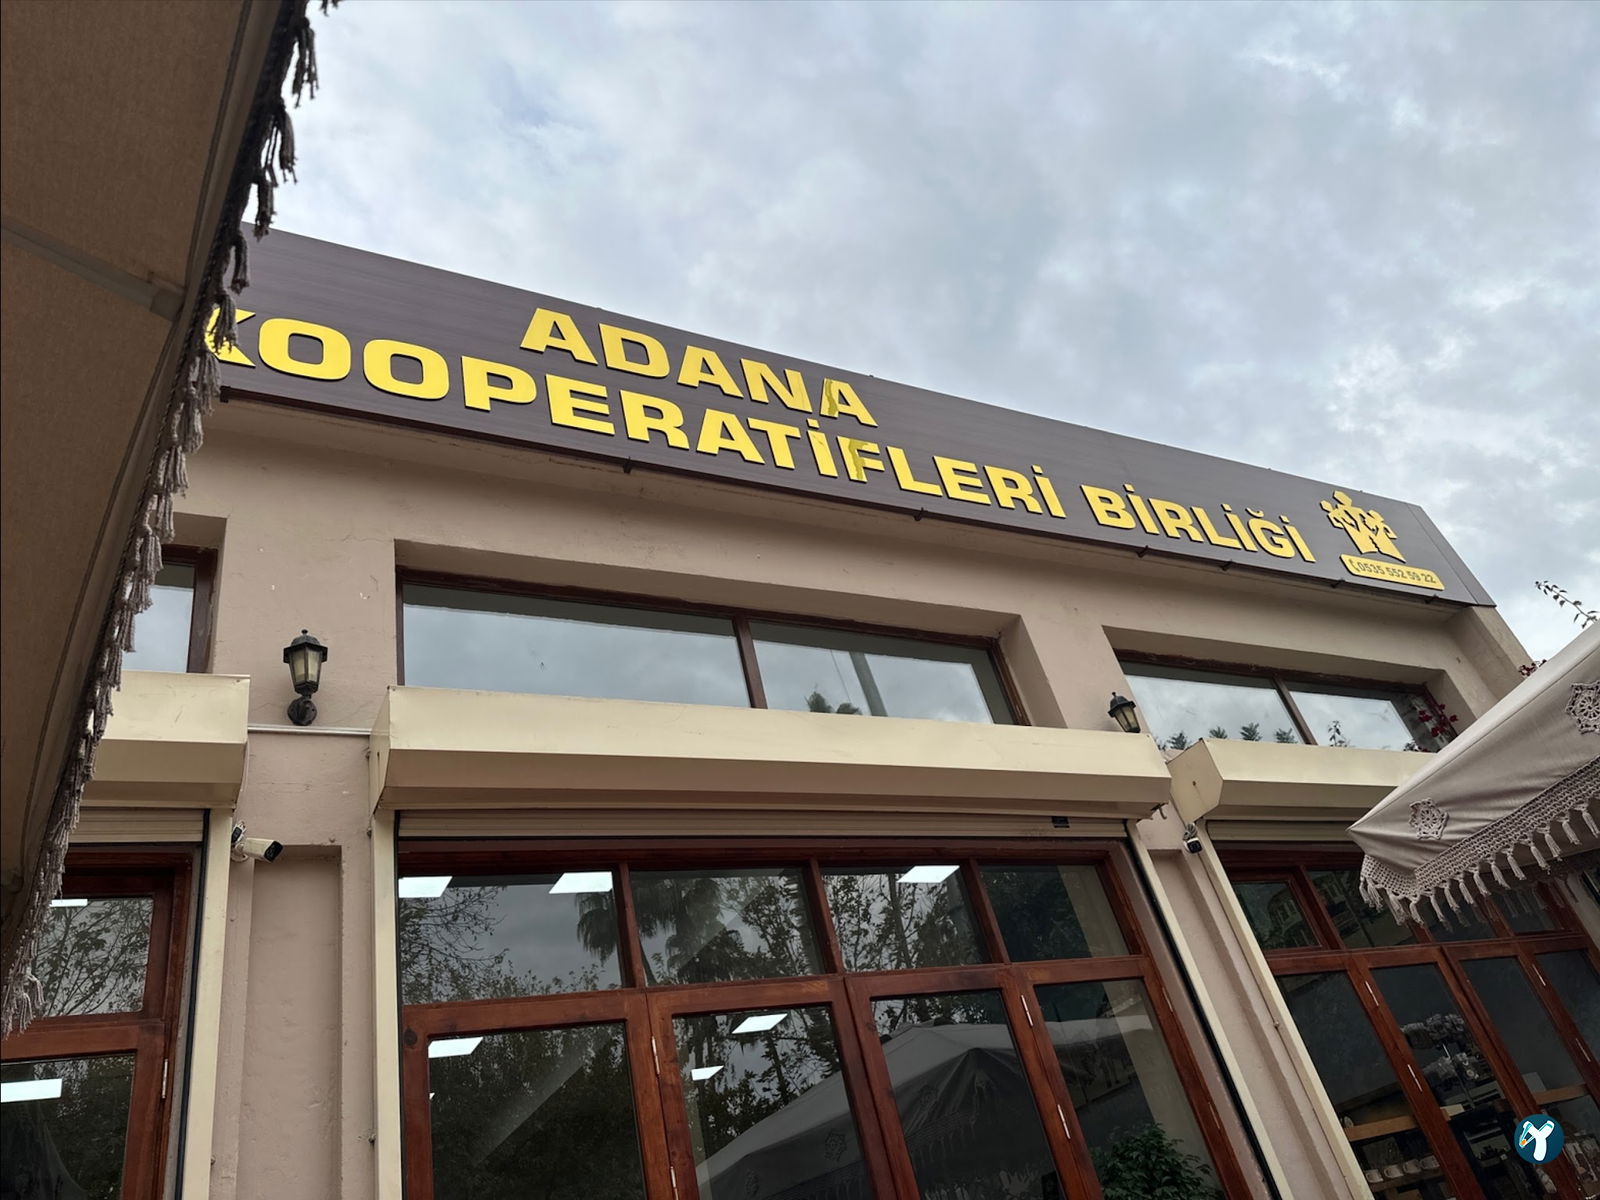 ADANA
KOOPERATİFLERİ BİRLİĞİ
0535 552 59 22